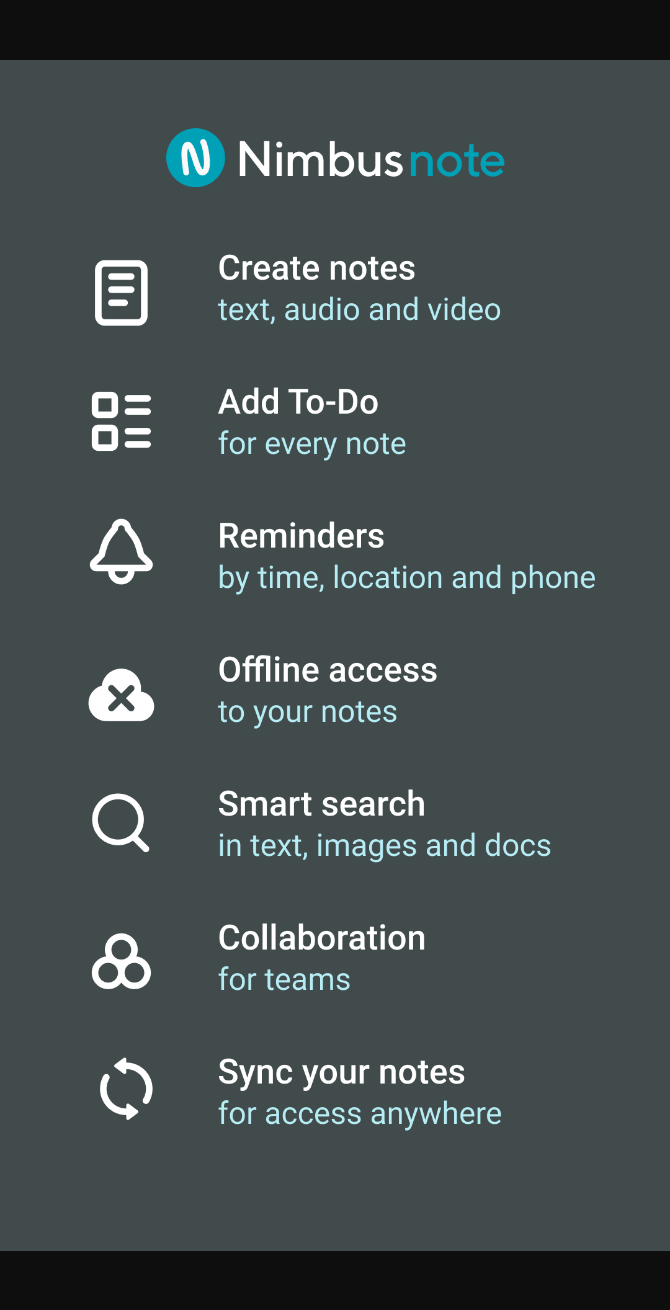 Nimbus note
Create notes
text, audio and video
Add To-Do
for every note
Reminders
by time, location and phone
Offline access
to your notes
Smart search
in text, images and docs
Collaboration
for teams
Sync your notes
for access anywhere